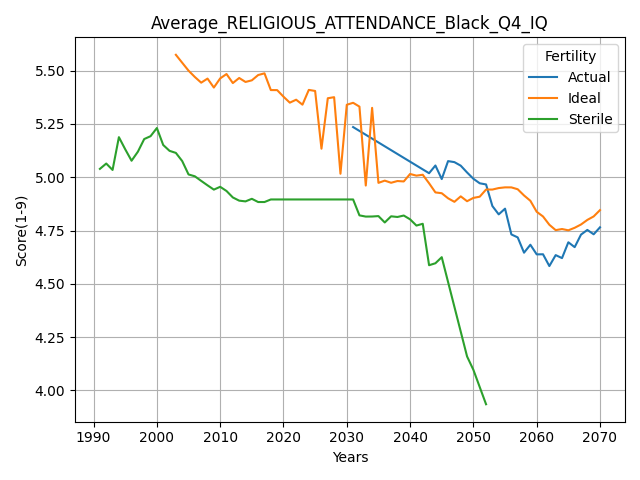 Average_RELIGIOUS_ATTENDANCE_Black_Q4_IQ
Fertility
Actual
Ideal
Sterile
Score(1-9)
5.50
5.25
5.00
4.75
4.50
4.25
4.00
1990 2000 2010 2020 2030 2040 2050 2060 2070
Years